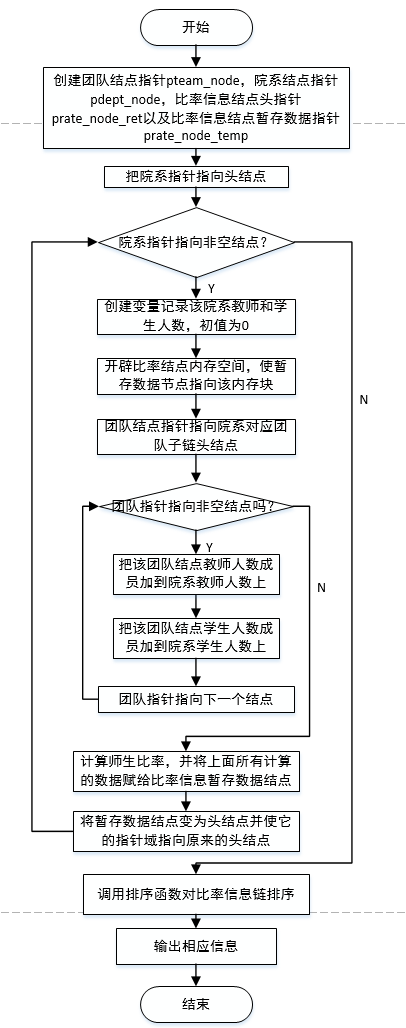 开始
创建团队结点指针pteam_node，院系结点指针
pdept_node，比率信息结点头指针
prate_node_ret以及比率信息结点暂存数据指针
prate_node_temp
把院系指针指向头结点
院系指针指向非空结点？
Y
创建变量记录该院系教师和学
生人数，初值为0
开辟比率结点内存空间，使暂
存数据节点指向该内存块
N
团队结点指针指向院系对应团
队子链头结点
团队指针指向非空结点吗？
Y
把该团队结点教师人数成
员加到院系教师人数上
N
把该团队结点学生人数成
员加到院系学生人数上
团队指针指向下一个结点
计算师生比率，并将上面所有计算
的数据赋给比率信息暂存数据结点
将暂存数据结点变为头结点并使它
的指针域指向原来的头结点
调用排序函数对比率信息链排序
输出相应信息
结束